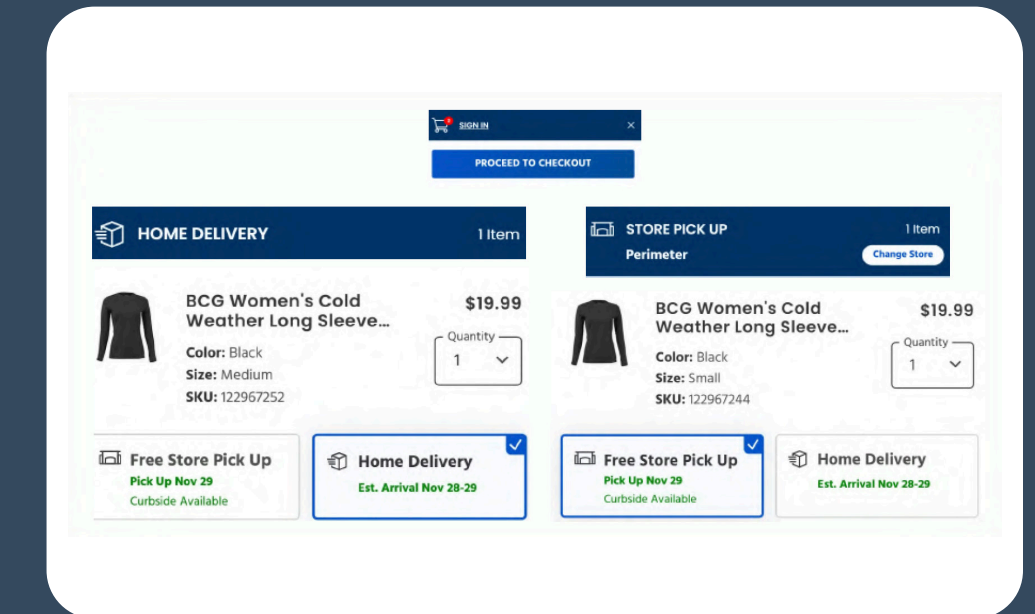 SIGN IN
PROCEED TO CHECKOUT
HOME DELIVERY
1 Item
BCG Women's Cold
Weather Long Sleeve...
$19.99
Quantity
1
Color: Black
Size: Medium
SKU: 122967252
Free Store Pick Up
Pick Up Nov 29
Curbside Available
Home Delivery
Est. Arrival Nov 28-29
STORE PICK UP
1 Item
Perimeter
Change Store
BCG Women's Cold
Weather Long Sleeve...
$19.99
Quantity
1
Color: Black
Size: Small
SKU: 122967244
Free Store Pick Up
Pick Up Nov 29
Curbside Available
Home Delivery
Est. Arrival Nov 28-29